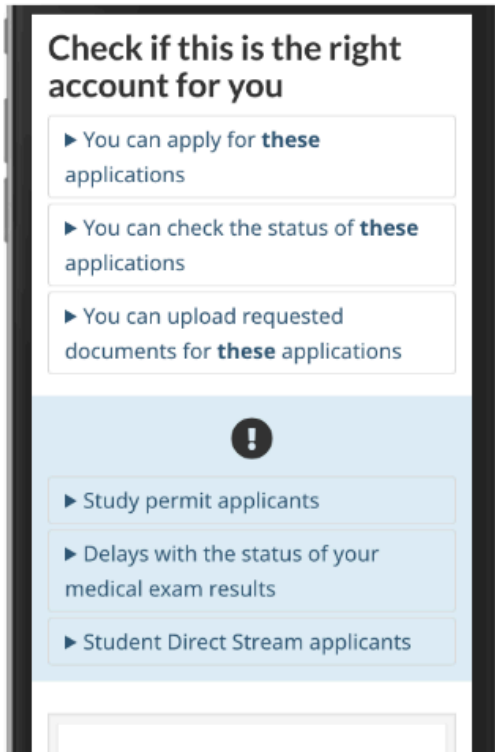 Check if this is the right
account for you
▶ You can apply for these
applications
▶ You can check the status of these
applications
▶ You can upload requested
documents for these applications
!
▶ Study permit applicants
▶ Delays with the status of your
medical exam results
▶ Student Direct Stream applicants